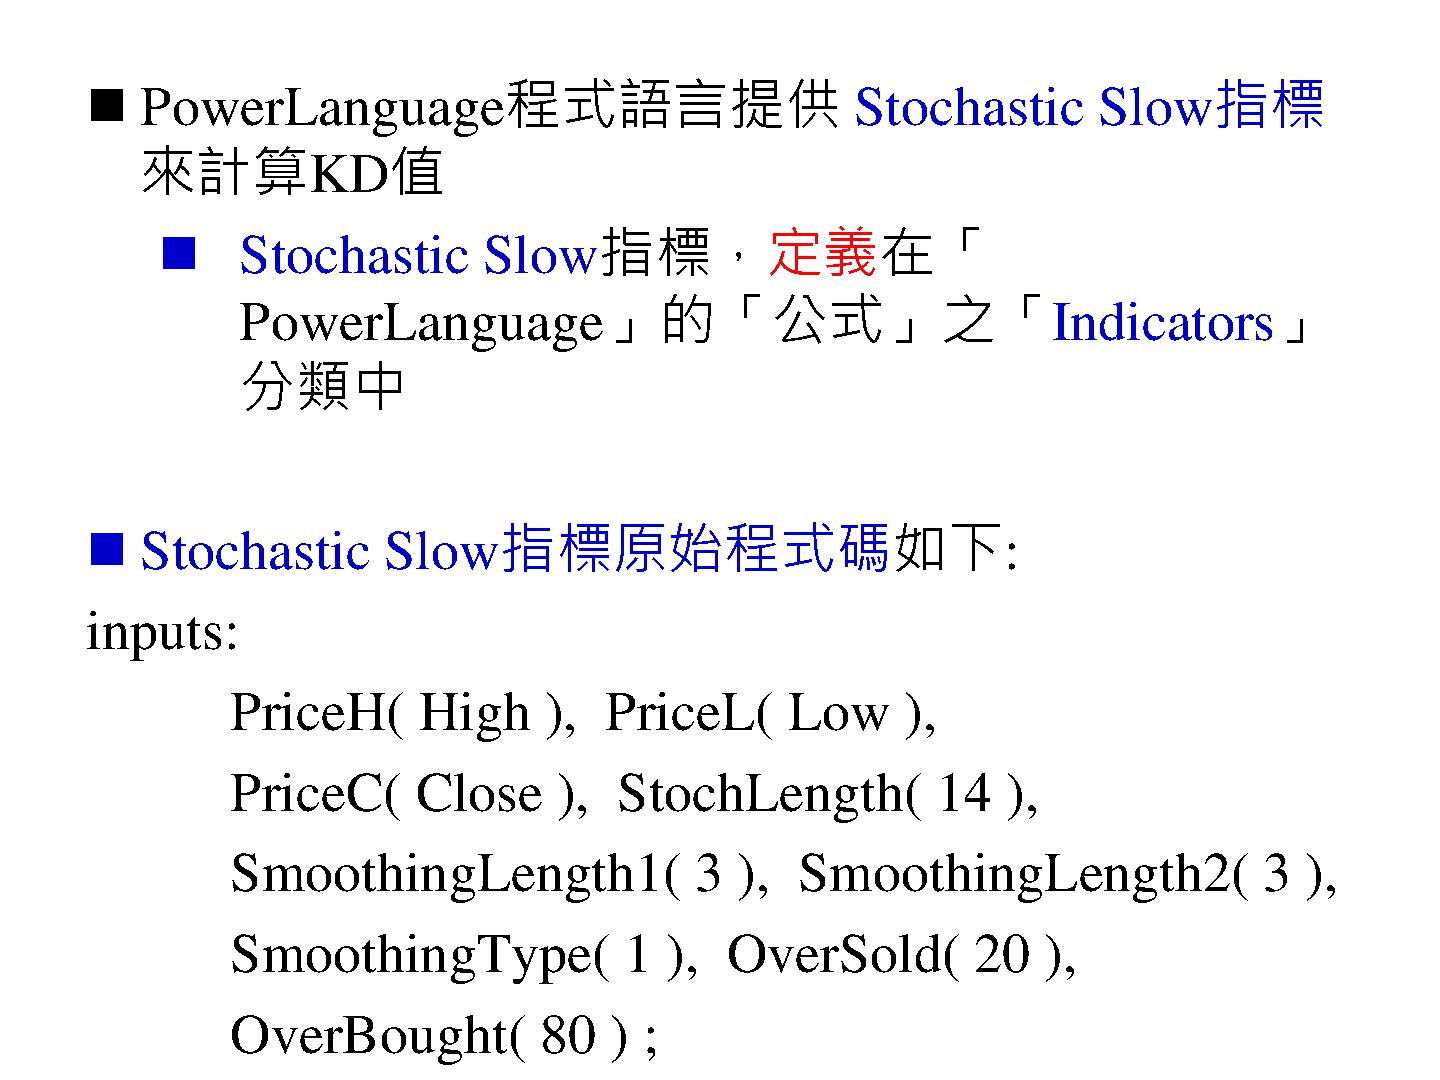 PowerLanguage程式語言提供 Stochastic Slow指標
來計算KD值
Stochastic Slow指標，定義在「
PowerLanguage」的「公式」之「Indicators」
分類中
Stochastic Slow指標原始程式碼如下:
inputs:
PriceH( High ), PriceL( Low ),
PriceC( Close ), StochLength( 14 ),
SmoothingLength1( 3 ), SmoothingLength2( 3 ),
SmoothingType( 1 ), OverSold( 20 ),
OverBought( 80 ) ;